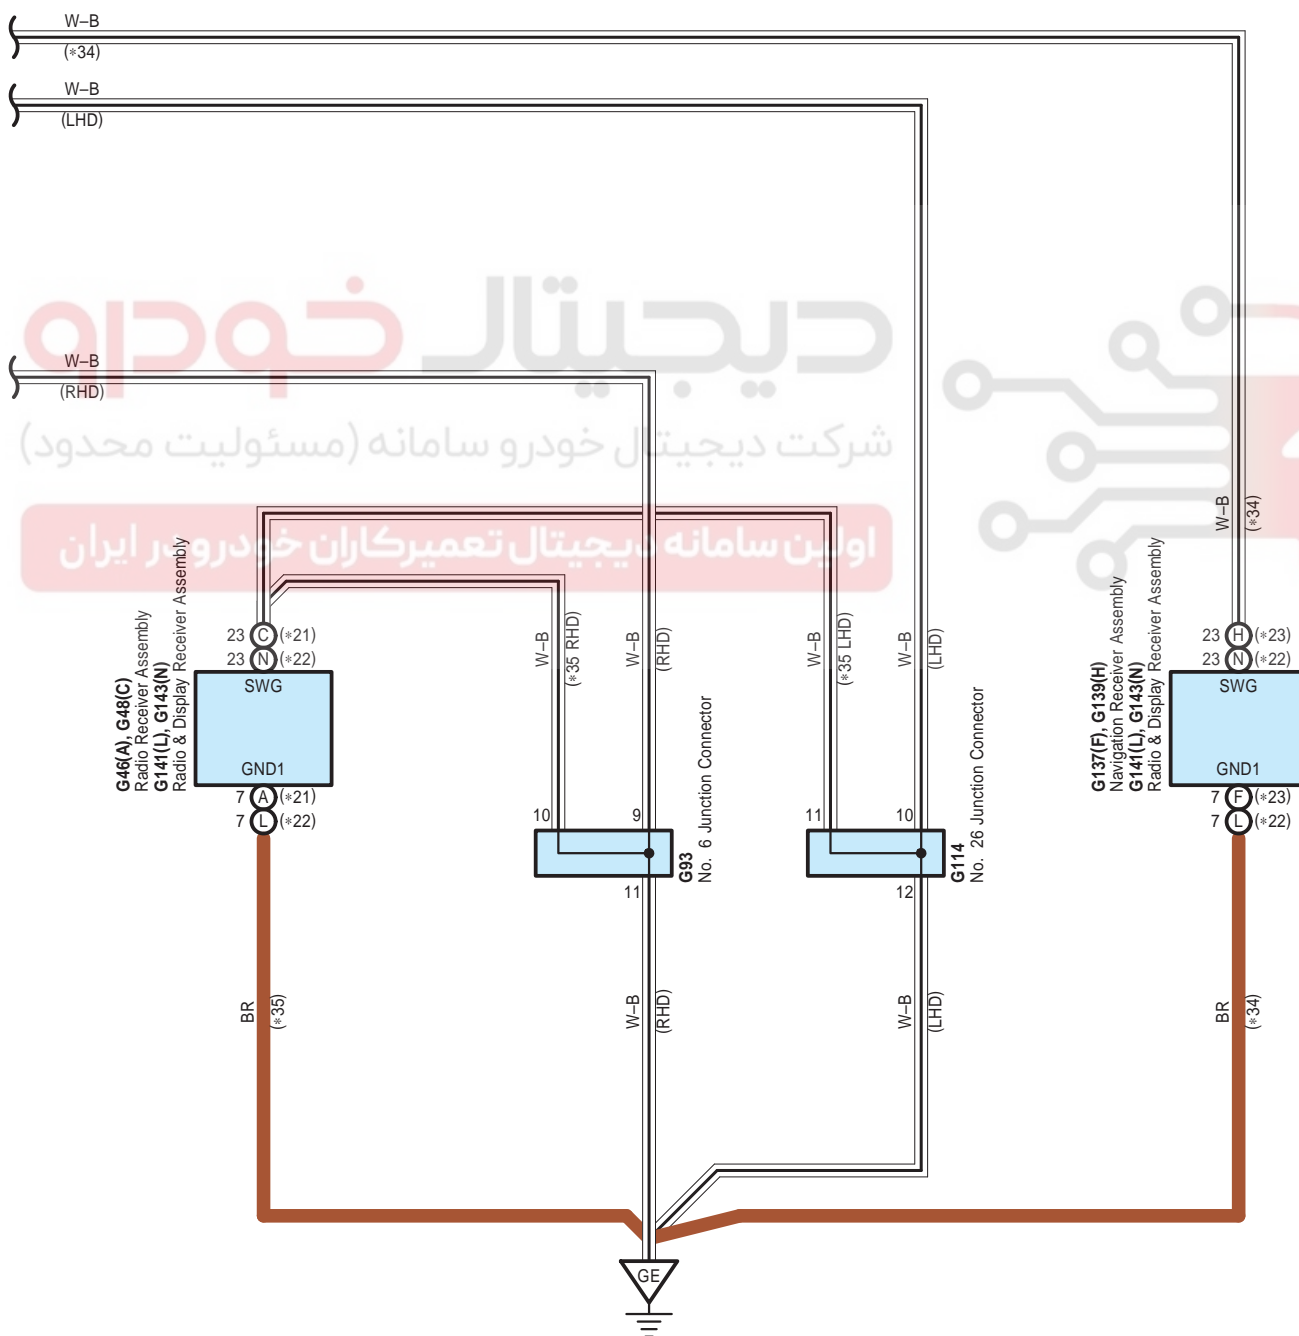 W–B
(*34)
W–B
(LHD)
دیجیتال خودرو
W–B
(RHD)
شرکت دیجیتال خودرو سامانه (مسئولیت محدود)
اولین سامانه دیجیتال تعمیرکاران خودرو در ایران
W–B
(*34)
G46(A), G48(C)
Radio Receiver Assembly
G141(L), G143(N)
Radio & Display Receiver Assembly
23 C (*21)
23 N (*22)
SWG
GND1
7 A (*21)
7 L (*22)
W–B
(*35 RHD)
W–B
(RHD)
W–B
(*35 LHD)
W–B
(LHD)
10
9
11
G93
No. 6 Junction Connector
11
10
12
G114
No. 26 Junction Connector
G137(F), G139(H)
Navigation Receiver Assembly
G141(L), G143(N)
Radio & Display Receiver Assembly
23 H (*23)
23 N (*22)
SWG
GND1
7 F (*23)
7 L (*22)
BR
(*35)
W–B
(RHD)
W–B
(LHD)
BR
(*34)
GE